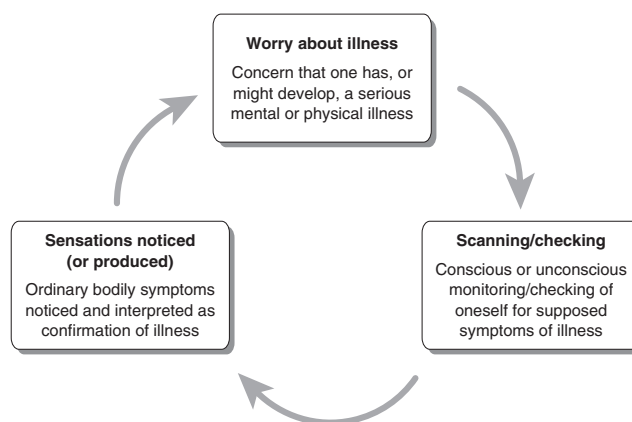 Worry about illness
Concern that one has, or
might develop, a serious
mental or physical illness
Sensations noticed
(or produced)
Ordinary bodily symptoms
noticed and interpreted as
confirmation of illness
Scanning/checking
Conscious or unconscious
monitoring/checking of
oneself for supposed
symptoms of illness